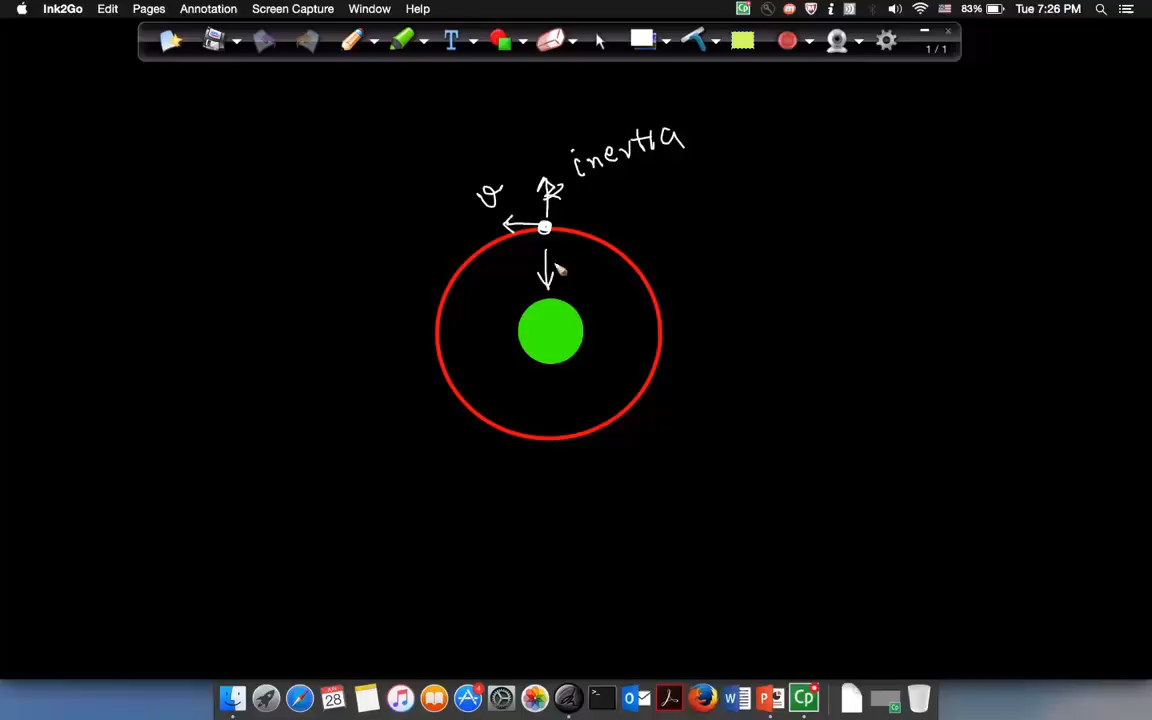 Ink2Go Edit Pages Annotation Screen Capture Window Help 83% Tue 7:26 PM
1 / 1
inertia
v